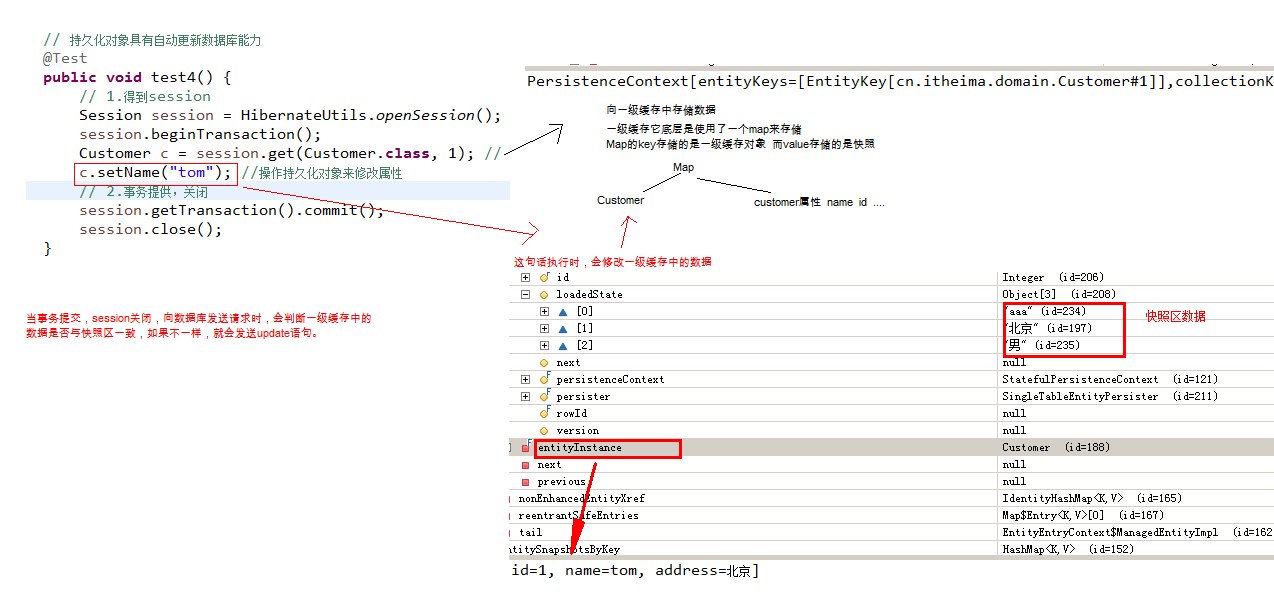 // 持久化对象具有自动更新数据库能力
@Test
public void test4() {
// 1.得到session
Session session = HibernateUtils.openSession();
session.beginTransaction();
Customer c = session.get(Customer.class, 1); //
c.setName("tom"); //操作持久化对象来修改属性
// 2.事务提供，关闭
session.getTransaction().commit();
session.close();
}
当事务提交，session关闭，向数据库发送请求时，会判断一级缓存中的
数据是否与快照区一致，如果不一样，就会发送update语句。
PersistenceContext[entityKeys=[EntityKey[cn.itheima.domain.Customer#1]],collectionK
向一级缓存中存储数据
一级缓存它底层是使用了一个map来存储
Map的key存储的是一级缓存对象 而value存储的是快照
Map
Customer
customer属性 name id ....
这句话执行时，会修改一级缓存中的数据
id Integer (id=206)
loadedState Object[3] (id=208)
[0] "aaa" (id=234)
[1] "北京" (id=197)
[2] "男" (id=235)
快照区数据
next null
persistenceContext StatefulPersistenceContext (id=121)
persister SingleTableEntityPersister (id=211)
rowId null
version null
entityInstance Customer (id=188)
next null
previous null
nonEnhancedEntityXref IdentityHashMap<K,V> (id=165)
reentrantSafeEntries Map$Entry<K,V>[0] (id=167)
tail EntityEntryContext$ManagedEntityImpl (id=162
ntitySnapshotsByKey HashMap<K,V> (id=152)
id=1, name=tom, address=北京]